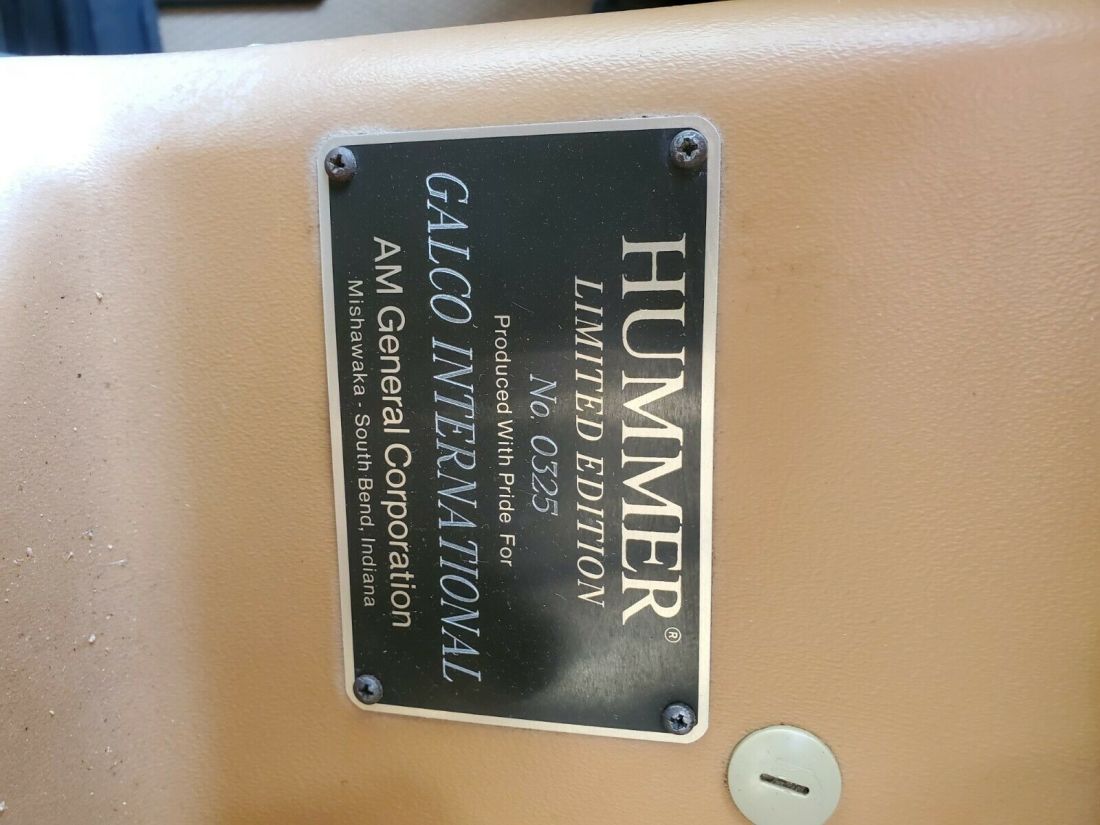 HUMMER®
LIMITED EDITION
No. 0325
Produced With Pride For
GALCO INTERNATIONAL
AM General Corporation
Mishawaka - South Bend, Indiana